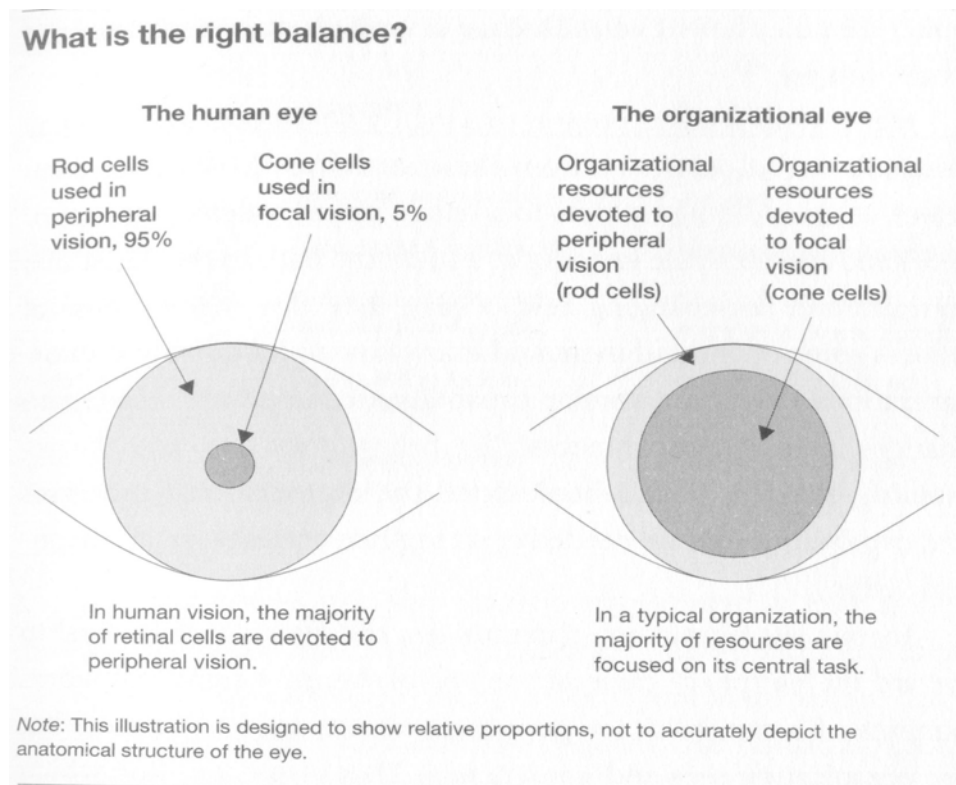 What is the right balance?
The human eye
Rod cells
used in
peripheral
vision, 95%
Cone cells
used in
focal vision, 5%
In human vision, the majority
of retinal cells are devoted to
peripheral vision.
The organizational eye
Organizational
resources
devoted to
peripheral
vision
(rod cells)
Organizational
resources
devoted
to focal
vision
(cone cells)
In a typical organization, the
majority of resources are
focused on its central task.
Note: This illustration is designed to show relative proportions, not to accurately depict the
anatomical structure of the eye.